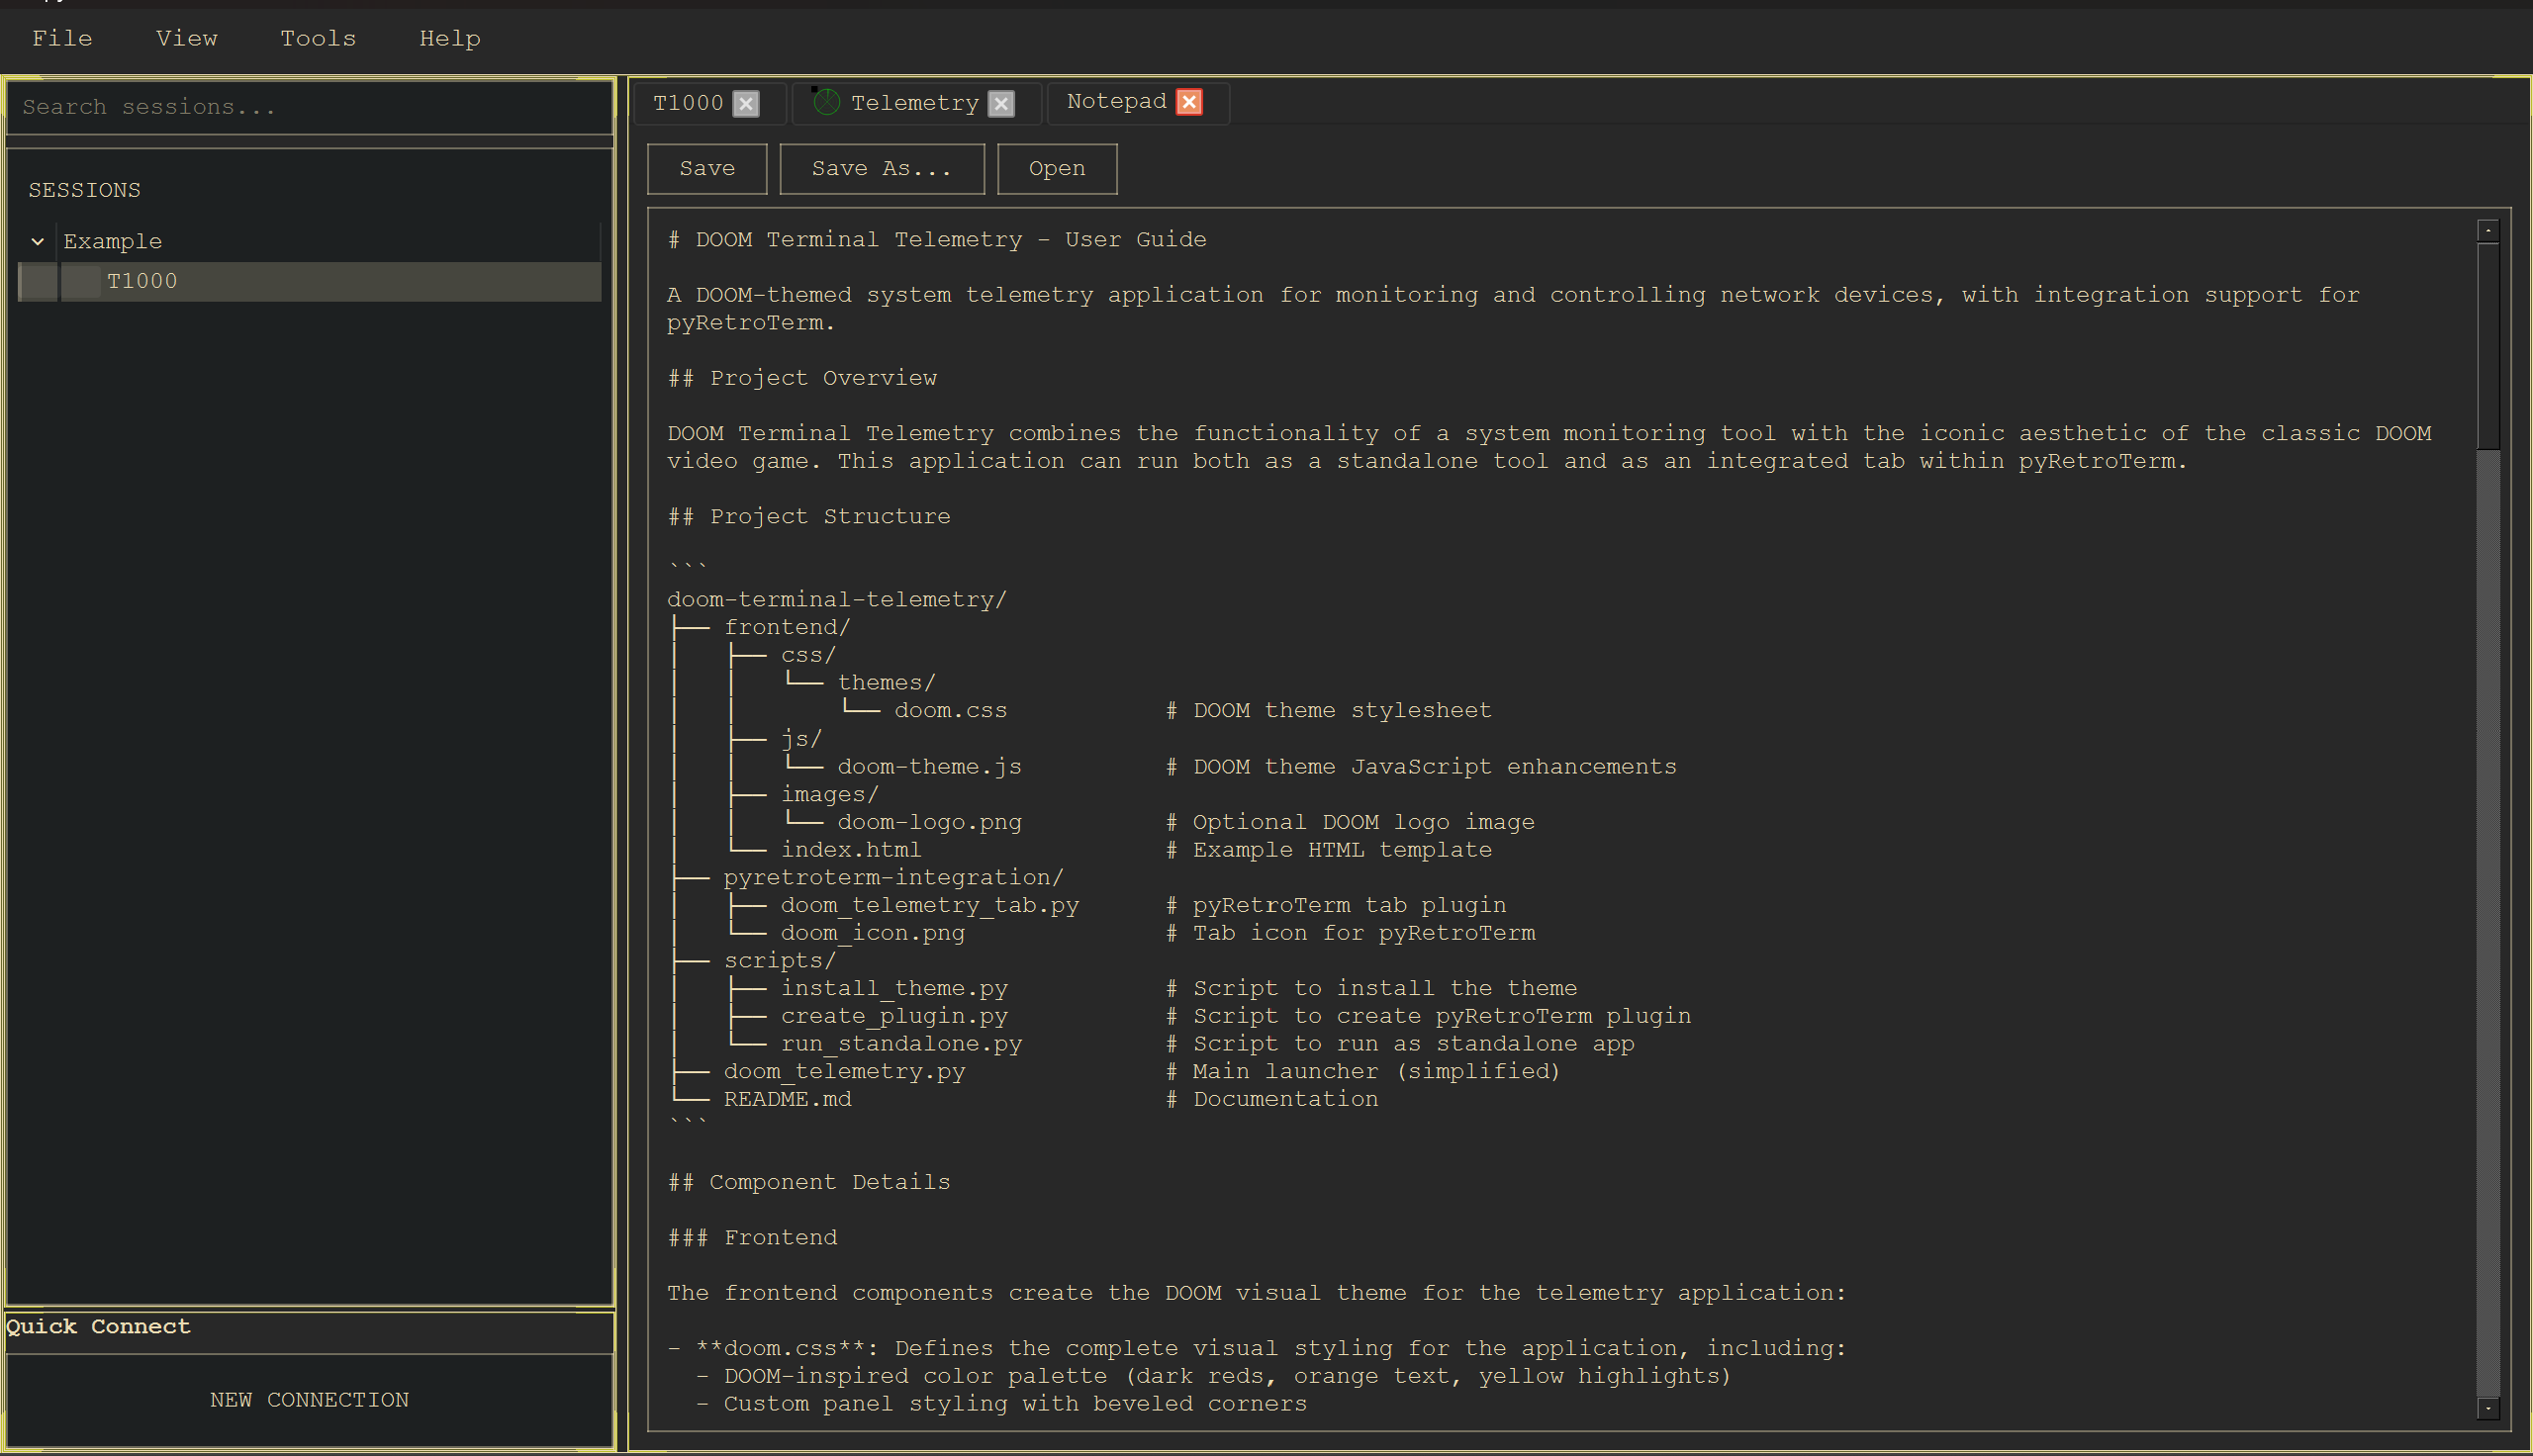 File View Tools Help
Search sessions...
SESSIONS
Example
T1000
Quick Connect
NEW CONNECTION
T1000 Telemetry Notepad
Save Save As... Open
# DOOM Terminal Telemetry - User Guide
A DOOM-themed system telemetry application for monitoring and controlling network devices, with integration support for
pyRetroTerm.
## Project Overview
DOOM Terminal Telemetry combines the functionality of a system monitoring tool with the iconic aesthetic of the classic DOOM
video game. This application can run both as a standalone tool and as an integrated tab within pyRetroTerm.
## Project Structure
```
doom-terminal-telemetry/
├── frontend/
│   ├── css/
│   │   └── themes/
│   │       └── doom.css           # DOOM theme stylesheet
│   ├── js/
│   │   └── doom-theme.js          # DOOM theme JavaScript enhancements
│   ├── images/
│   │   └── doom-logo.png          # Optional DOOM logo image
│   └── index.html                 # Example HTML template
├── pyretroterm-integration/
│   ├── doom_telemetry_tab.py      # pyRetroTerm tab plugin
│   └── doom_icon.png              # Tab icon for pyRetroTerm
├── scripts/
│   ├── install_theme.py           # Script to install the theme
│   ├── create_plugin.py           # Script to create pyRetroTerm plugin
│   └── run_standalone.py          # Script to run as standalone app
├── doom_telemetry.py              # Main launcher (simplified)
└── README.md                      # Documentation
```
## Component Details
### Frontend
The frontend components create the DOOM visual theme for the telemetry application:
- **doom.css**: Defines the complete visual styling for the application, including:
  - DOOM-inspired color palette (dark reds, orange text, yellow highlights)
  - Custom panel styling with beveled corners